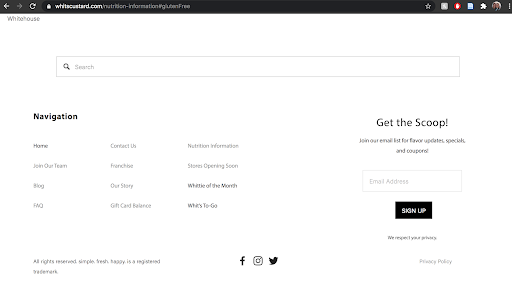 whitscustard.com/nutrition-information#glutenFree
Whitehouse
Search
Navigation
Home
Contact Us
Nutrition Information
Join Our Team
Franchise
Stores Opening Soon
Blog
Our Story
Whittie of the Month
FAQ
Gift Card Balance
Whit's To-Go
Get the Scoop!
Join our email list for flavor updates, specials,
and coupons!
Email Address
SIGN UP
We respect your privacy.
All rights reserved. simple. fresh. happy. is a registered
trademark.
Privacy Policy